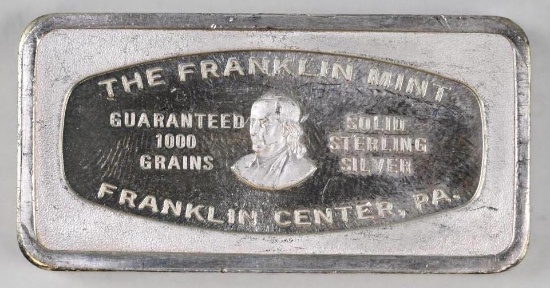 THE FRANKLIN MINT
GUARANTEED
1000
GRAINS
SOLID
STERLING
SILVER
FRANKLIN CENTER, PA.